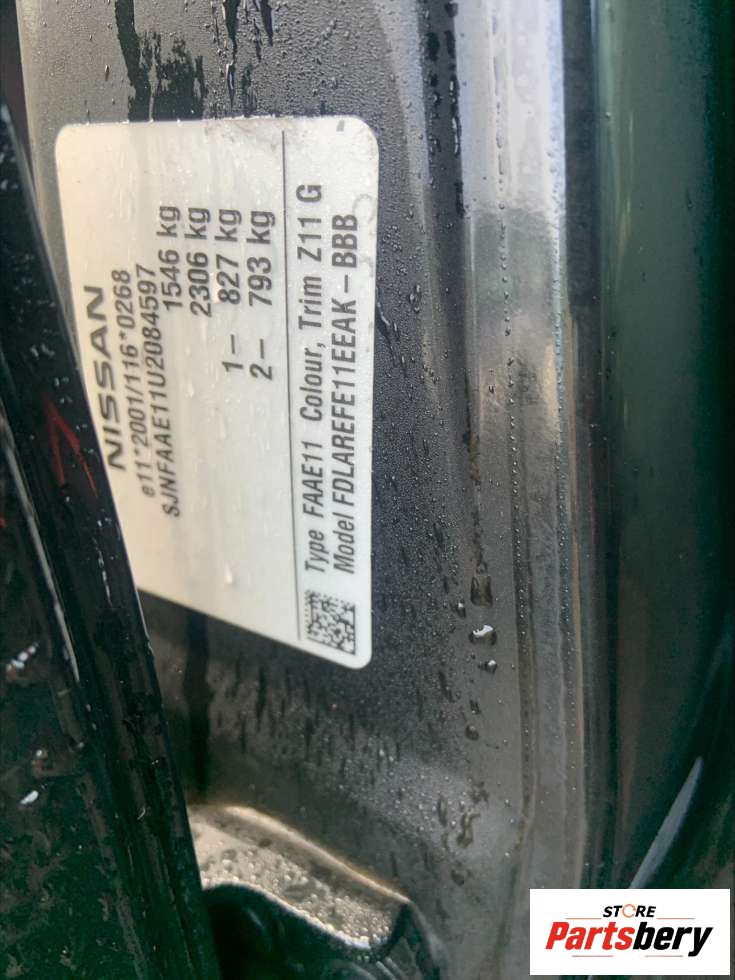 NISSAN
e11*2001/116*0268
SJNFAAE11U2084597
1546 kg
2306 kg
1– 827 kg
2– 793 kg
Type FAAE11 Colour, Trim Z11 G
Model FDLAREFE11EEAK – BBB
STORE
Partsbery